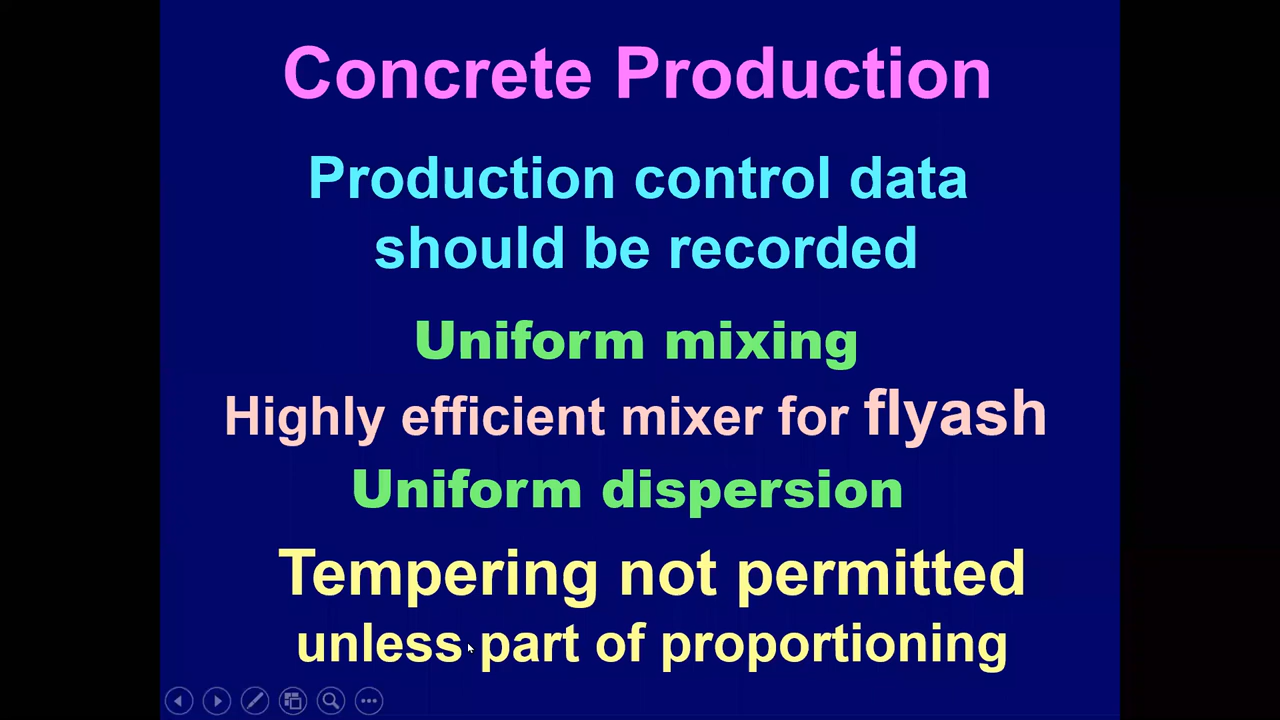 Concrete Production
Production control data
should be recorded
Uniform mixing
Highly efficient mixer for flyash
Uniform dispersion
Tempering not permitted
unless part of proportioning